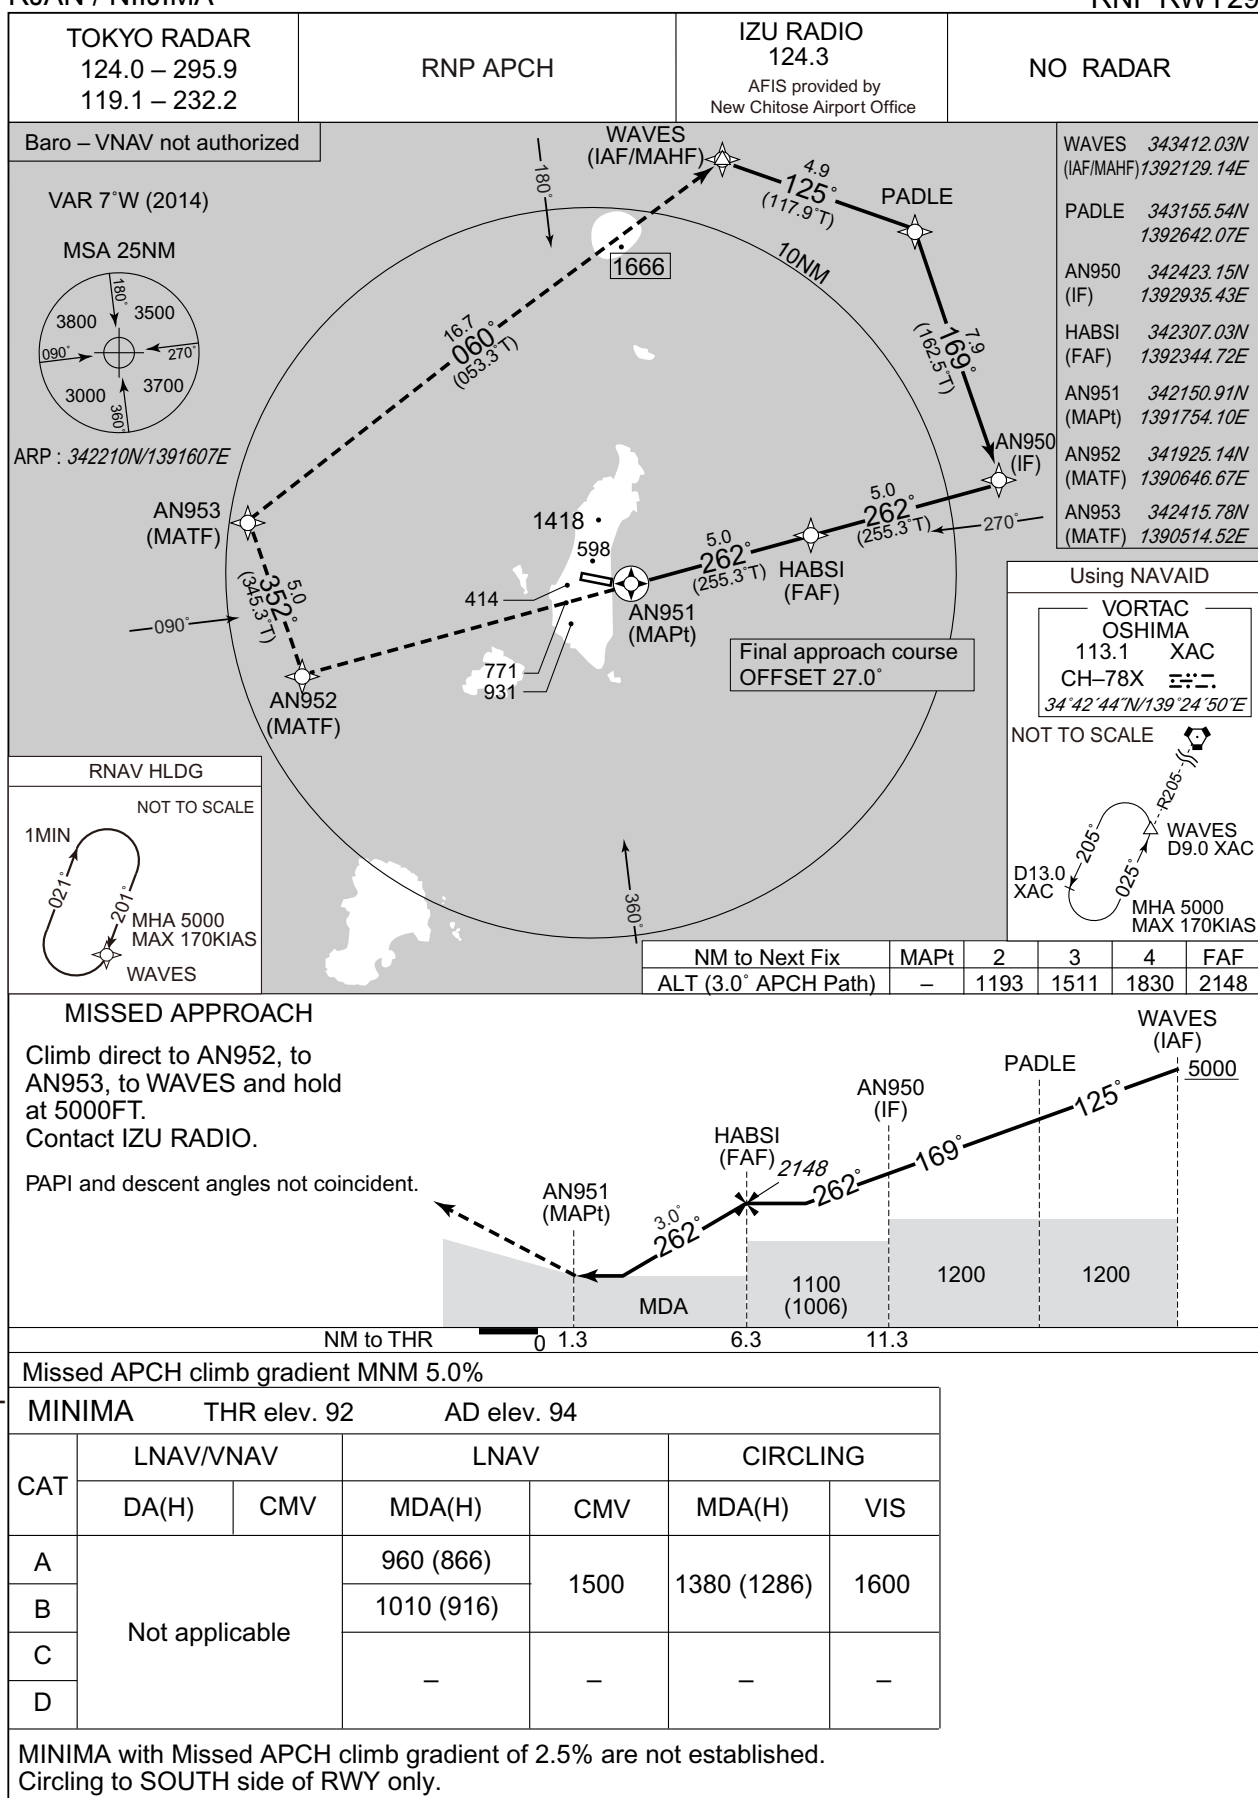 RJAN / NIIJIMA
RNP RWY29
TOKYO RADAR
124.0 – 295.9
119.1 – 232.2
RNP APCH
IZU RADIO
124.3
AFIS provided by
New Chitose Airport Office
NO RADAR
Baro – VNAV not authorized
VAR 7˚W (2014)
MSA 25NM
180˚
3800
3500
090˚
270˚
3000
3700
360˚
ARP : 342210N/1391607E
180˚
WAVES
(IAF/MAHF)
4.9
125˚
(117.9˚T)
PADLE
1666
10NM
16.7
060˚
(053.3˚T)
7.9
169˚
(162.5˚T)
AN950
(IF)
AN953
(MATF)
1418
598
414
771
931
5.0
262˚
(255.3˚T)
270˚
5.0
262˚
(255.3˚T)
HABSI
(FAF)
AN951
(MAPt)
5.0
352˚
(345.3˚T)
090˚
AN952
(MATF)
Final approach course
OFFSET 27.0˚
360˚
WAVES 343412.03N
(IAF/MAHF) 1392129.14E
PADLE 343155.54N
1392642.07E
AN950 342423.15N
(IF) 1392935.43E
HABSI 342307.03N
(FAF) 1392344.72E
AN951 342150.91N
(MAPt) 1391754.10E
AN952 341925.14N
(MATF) 1390646.67E
AN953 342415.78N
(MATF) 1390514.52E
Using NAVAID
VORTAC
OSHIMA
113.1 XAC
CH–78X
34˚42´44˝N/139˚24´50˝E
NOT TO SCALE
R205
WAVES
D9.0 XAC
205˚
025˚
D13.0
XAC
MHA 5000
MAX 170KIAS
RNAV HLDG
NOT TO SCALE
1MIN
021˚
201˚
MHA 5000
MAX 170KIAS
WAVES
NM to Next Fix MAPt 2 3 4 FAF
ALT (3.0˚ APCH Path) – 1193 1511 1830 2148
MISSED APPROACH
Climb direct to AN952, to
AN953, to WAVES and hold
at 5000FT.
Contact IZU RADIO.
PAPI and descent angles not coincident.
WAVES
(IAF)
5000
PADLE
125˚
AN950
(IF)
169˚
HABSI
(FAF)
2148
262˚
AN951
(MAPt)
3.0˚
262˚
MDA
1100
(1006)
1200
1200
NM to THR 0 1.3 6.3 11.3
Missed APCH climb gradient MNM 5.0%
MINIMA THR elev. 92 AD elev. 94
CAT LNAV/VNAV LNAV CIRCLING
DA(H) CMV MDA(H) CMV MDA(H) VIS
A 960 (866)
1500 1380 (1286) 1600
B 1010 (916)
Not applicable
C
– – – –
D
MINIMA with Missed APCH climb gradient of 2.5% are not established.
Circling to SOUTH side of RWY only.